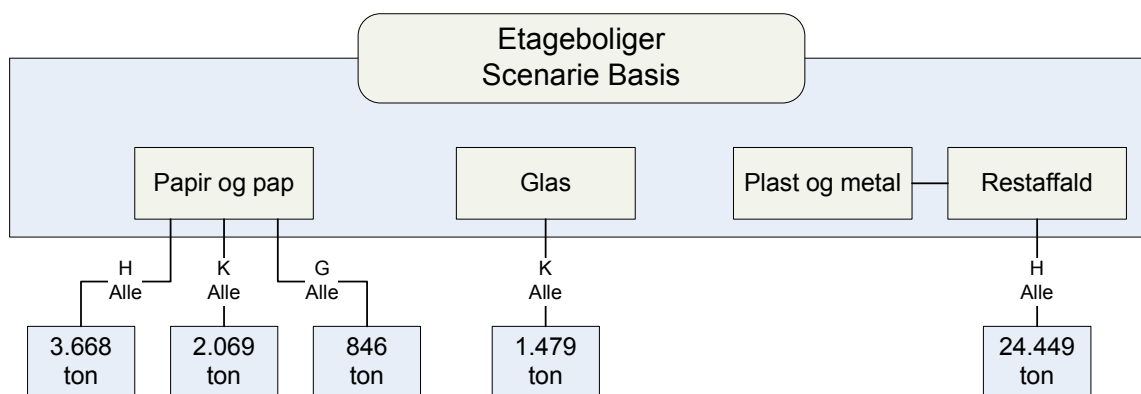 Etageboliger
Scenarie Basis
Papir og pap
Glas
Plast og metal
Restaffald
H
Alle
K
Alle
G
Alle
K
Alle
H
Alle
3.668
ton
2.069
ton
846
ton
1.479
ton
24.449
ton